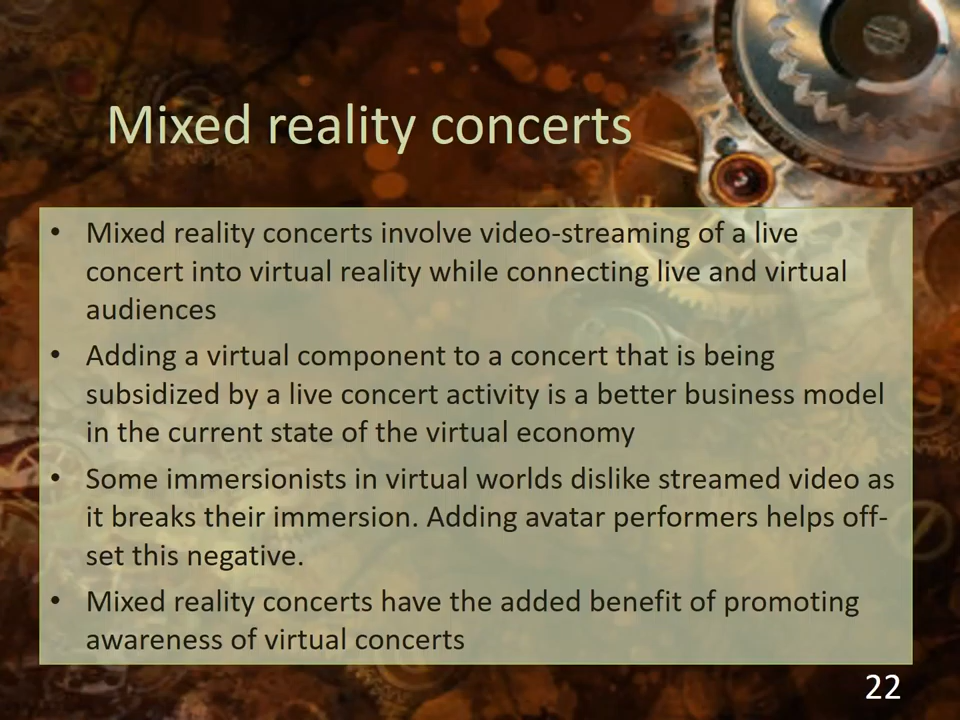 Mixed reality concerts
• Mixed reality concerts involve video-streaming of a live
concert into virtual reality while connecting live and virtual
audiences
• Adding a virtual component to a concert that is being
subsidized by a live concert activity is a better business model
in the current state of the virtual economy
• Some immersionists in virtual worlds dislike streamed video as
it breaks their immersion. Adding avatar performers helps off-
set this negative.
• Mixed reality concerts have the added benefit of promoting
awareness of virtual concerts
22